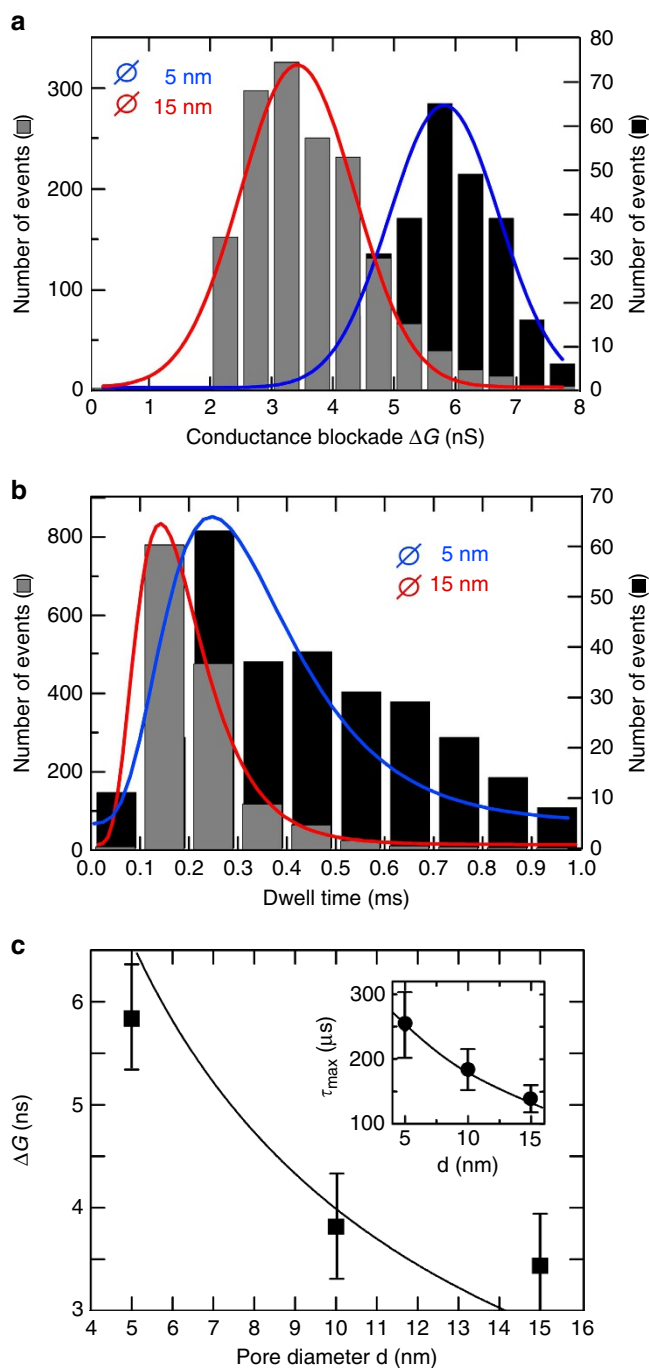 a
Number of events (
300
200
100
0
5 nm
15 nm
80
70
60
50
40
30
20
10
0
Number of events (
0 1 2 3 4 5 6 7 8
Conductance blockade ΔG (nS)
b
Number of events (
800
600
400
200
0
5 nm
15 nm
70
60
50
40
30
20
10
0
Number of events (
0.0 0.1 0.2 0.3 0.4 0.5 0.6 0.7 0.8 0.9 1.0
Dwell time (ms)
c
ΔG (ns)
6
5
4
3
τmax (µs)
300
200
100
5 10 15
d (nm)
4 5 6 7 8 9 10 11 12 13 14 15 16
Pore diameter d (nm)